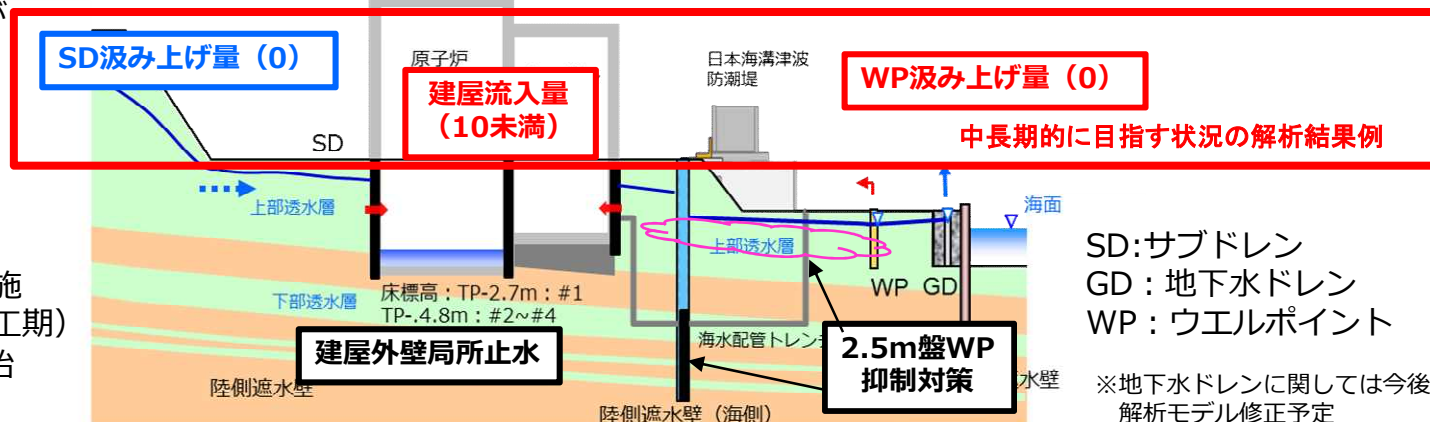 が
SD汲み上げ量（0）
原子炉
建屋流入量
（10未満）
日本海溝津波
防潮堤
WP汲み上げ量（0）
中長期的に目指す状況の解析結果例
SD
上部透水層
上部透水層
海面
WP GD
SD:サブドレン
GD：地下水ドレン
WP：ウエルポイント
施
工期）
下部透水層
床標高：TP-2.7m：#1
TP-.4.8m：#2~#4
建屋外壁局所止水
海水配管トレンチ
2.5m盤WP
抑制対策
陸側遮水壁
陸側遮水壁（海側）
水壁
※地下水ドレンに関しては今後
解析モデル修正予定